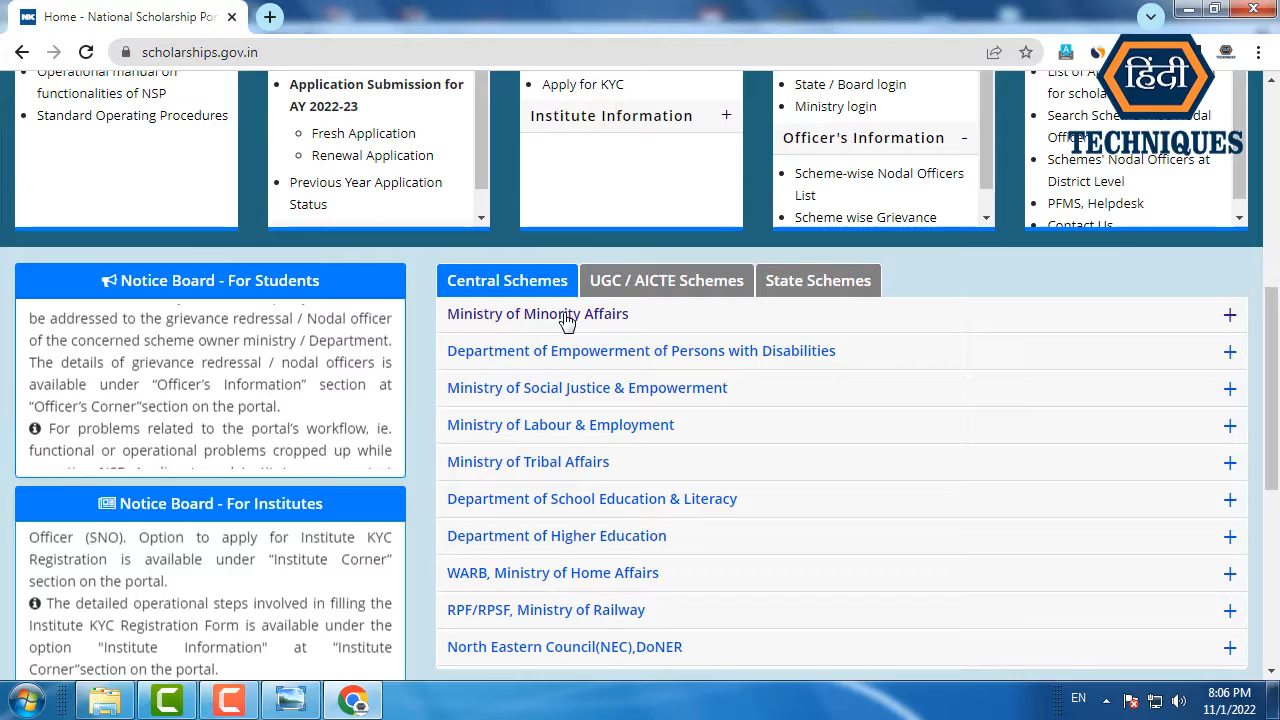 Home - National Scholarship Por
scholarships.gov.in
हिंदी
TECHNIQUES
Operational manual on
functionalities of NSP
Standard Operating Procedures
Application Submission for
AY 2022-23
Fresh Application
Renewal Application
Previous Year Application
Status
Apply for KYC
Institute Information +
State / Board login
Ministry login
Officer's Information -
Scheme-wise Nodal Officers
List
Scheme wise Grievance
List of
for schola
Search Schem
Office
Schemes' Nodal Officers at
District Level
PFMS, Helpdesk
Contact Us
Notice Board - For Students
be addressed to the grievance redressal / Nodal officer
of the concerned scheme owner ministry / Department.
The details of grievance redressal / nodal officers is
available under “Officer's Information” section at
“Officer's Corner”section on the portal.
For problems related to the portal's workflow, ie.
functional or operational problems cropped up while
Notice Board - For Institutes
Officer (SNO). Option to apply for Institute KYC
Registration is available under “Institute Corner”
section on the portal.
The detailed operational steps involved in filling the
Institute KYC Registration Form is available under the
option "Institute Information" at “Institute
Corner”section on the portal.
Central Schemes UGC / AICTE Schemes State Schemes
Ministry of Minority Affairs +
Department of Empowerment of Persons with Disabilities +
Ministry of Social Justice & Empowerment +
Ministry of Labour & Employment +
Ministry of Tribal Affairs +
Department of School Education & Literacy +
Department of Higher Education +
WARB, Ministry of Home Affairs +
RPF/RPSF, Ministry of Railway +
North Eastern Council(NEC),DoNER +
EN
8:06 PM
11/1/2022